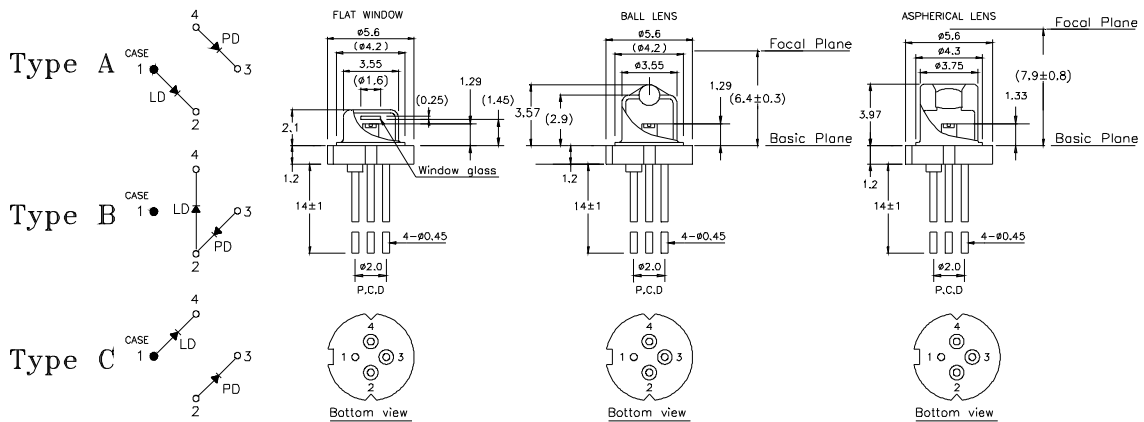 Type A
CASE
4
PD
1
3
LD
2
Type B
CASE
4
1
LD
3
PD
2
Type C
CASE
4
1
LD
3
PD
2
FLAT WINDOW
ø5.6
(ø4.2)
3.55
(ø1.6)
1.29
(0.25)
(1.45)
2.1
1.2
Window glass
14±1
4-ø0.45
ø2.0
P.C.D
4
1
3
2
Bottom view
BALL LENS
ø5.6
(ø4.2)
ø3.55
Focal Plane
3.57
(2.9)
1.29
(6.4±0.3)
Basic Plane
1.2
14±1
4-ø0.45
ø2.0
P.C.D
4
1
3
2
Bottom view
ASPHERICAL LENS
ø5.6
ø4.3
ø3.75
Focal Plane
(7.9±0.8)
3.97
1.33
Basic Plane
1.2
14±1
4-ø0.45
ø2.0
P.C.D
4
1
3
2
Bottom view